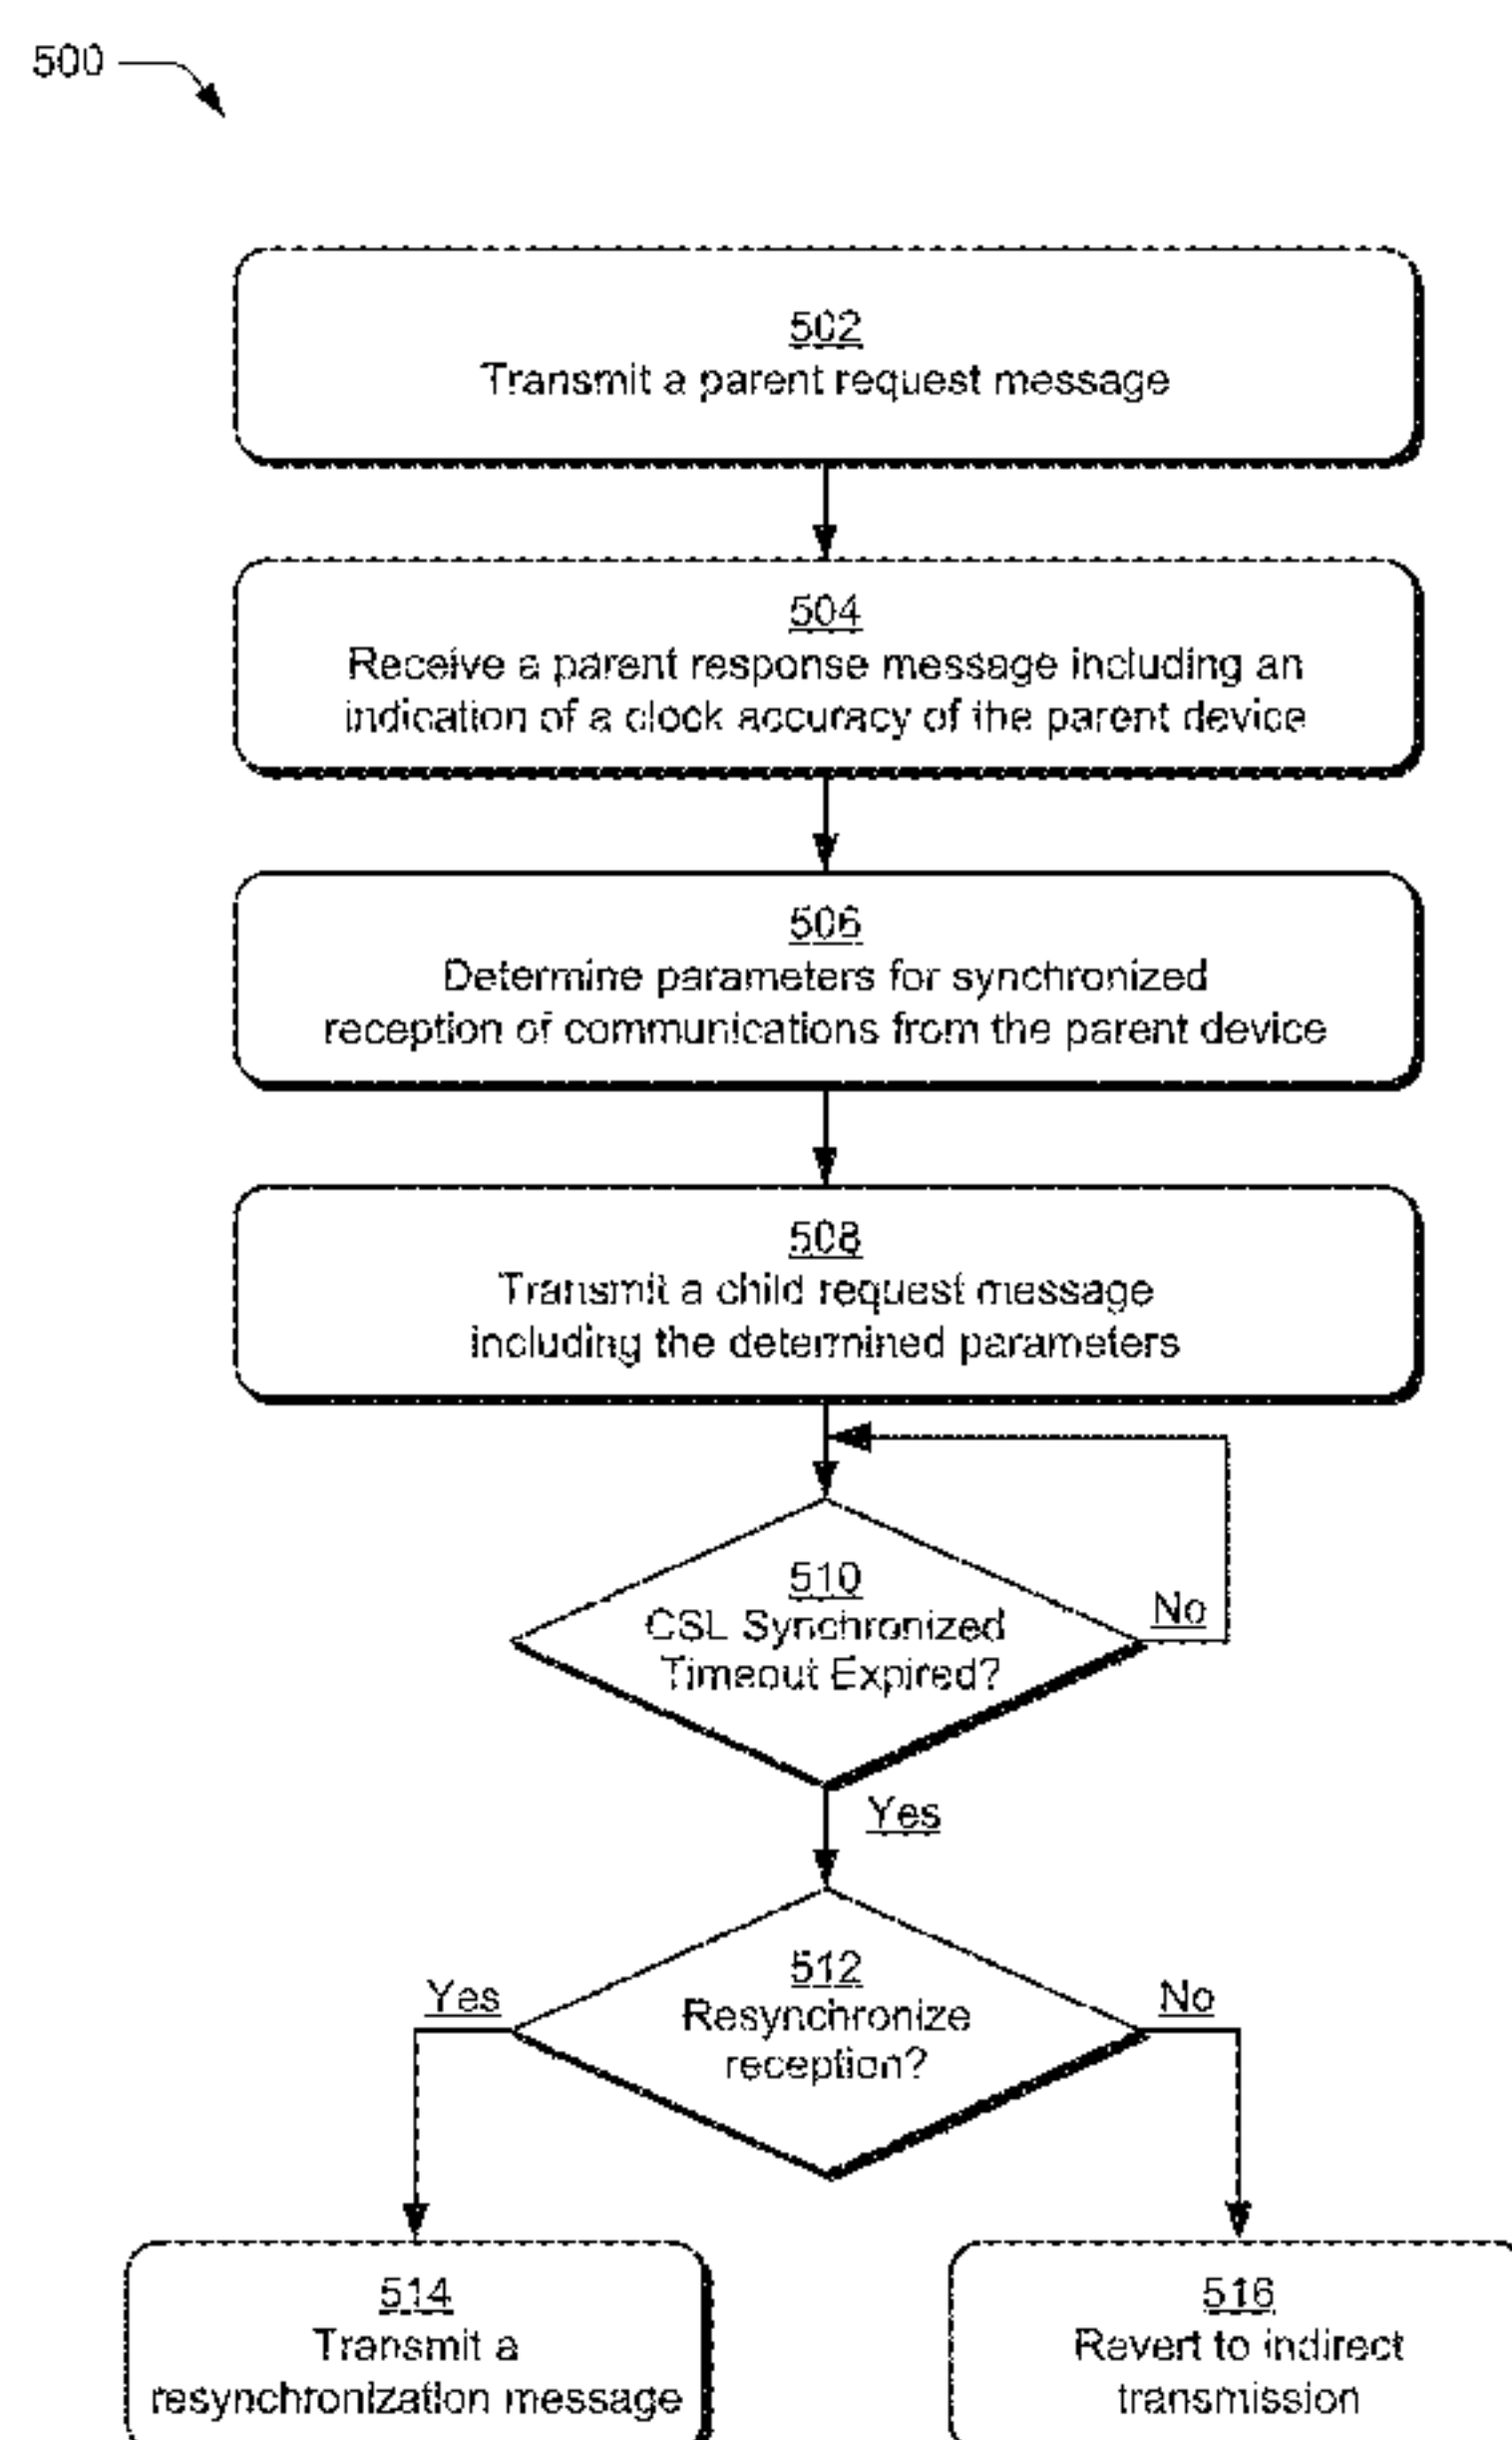 500
502
Transmit a parent request message
504
Receive a parent response message including an
indication of a clock accuracy of the parent device
506
Determine parameters for synchronized
reception of communications from the parent device
508
Transmit a child request message
including the determined parameters
510
CSL Synchronized
Timeout Expired?
No
Yes
512
Resynchronize
reception?
Yes
No
514
Transmit a
resynchronization message
516
Revert to indirect
transmission